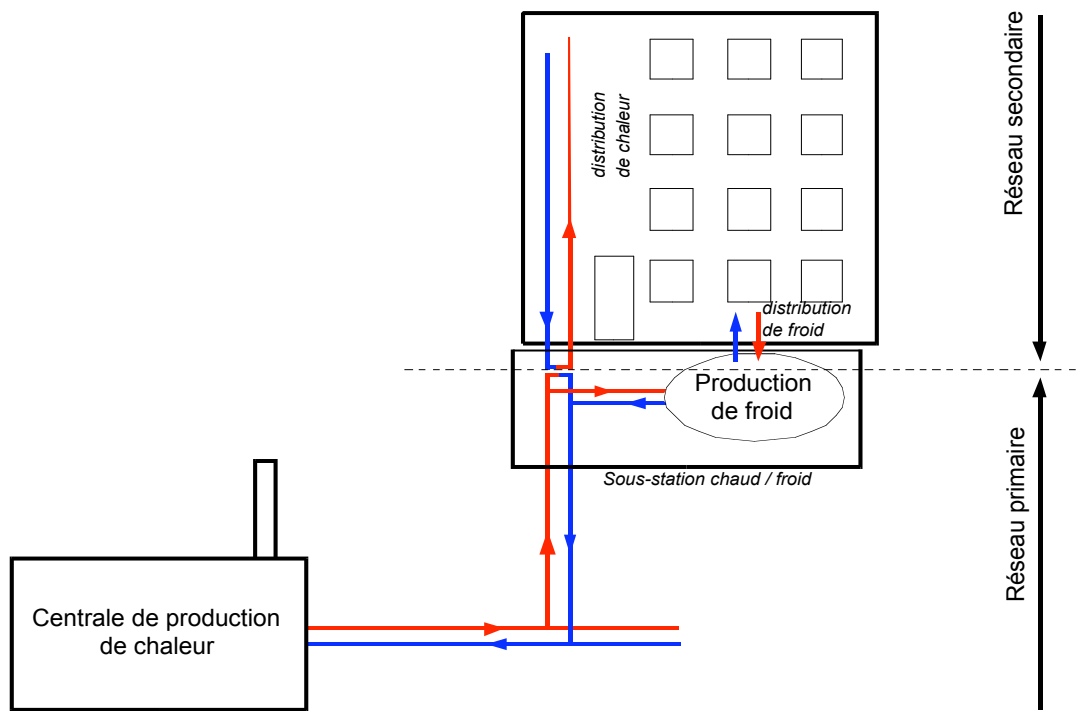 distribution
de chaleur
Réseau secondaire
distribution
de froid
Production
de froid
Sous-station chaud / froid
Réseau primaire
Centrale de production
de chaleur